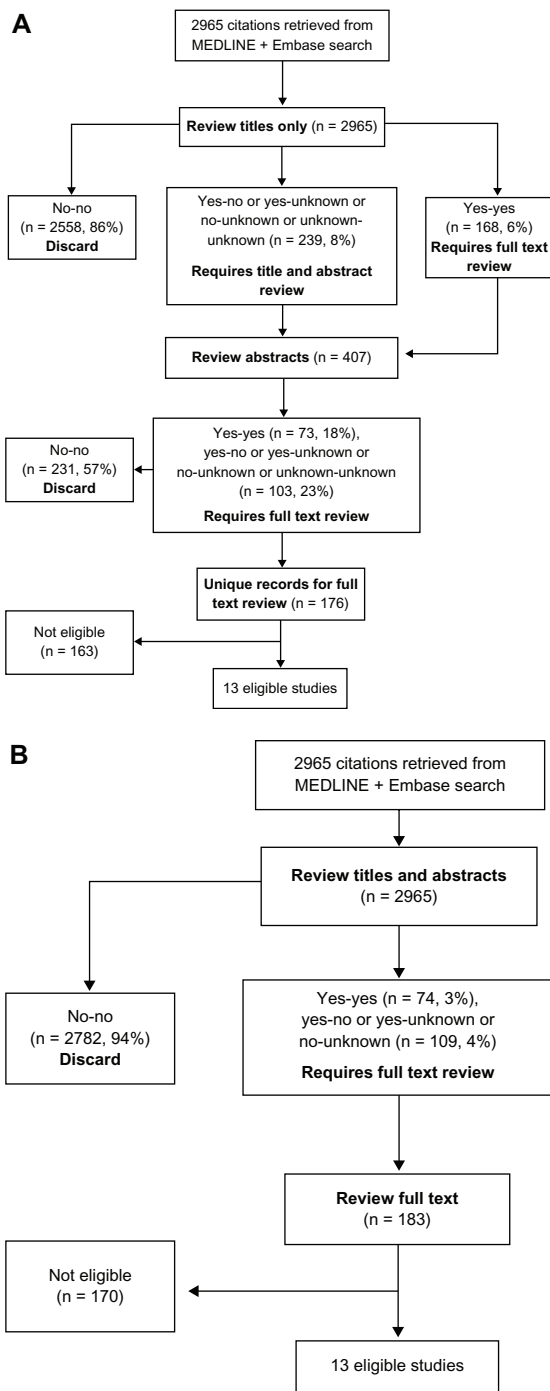 A
2965 citations retrieved from
MEDLINE + Embase search
Review titles only (n = 2965)
No-no
(n = 2558, 86%)
Discard
Yes-no or yes-unknown or
no-unknown or unknown-
unknown (n = 239, 8%)
Requires title and abstract
review
Yes-yes
(n = 168, 6%)
Requires full text
review
Review abstracts (n = 407)
No-no
(n = 231, 57%)
Discard
Yes-yes (n = 73, 18%),
yes-no or yes-unknown or
no-unknown or unknown-unknown
(n = 103, 23%)
Requires full text review
Unique records for full
text review (n = 176)
Not eligible
(n = 163)
13 eligible studies
B
2965 citations retrieved from
MEDLINE + Embase search
Review titles and abstracts
(n = 2965)
No-no
(n = 2782, 94%)
Discard
Yes-yes (n = 74, 3%),
yes-no or yes-unknown or
no-unknown (n = 109, 4%)
Requires full text review
Review full text
(n = 183)
Not eligible
(n = 170)
13 eligible studies